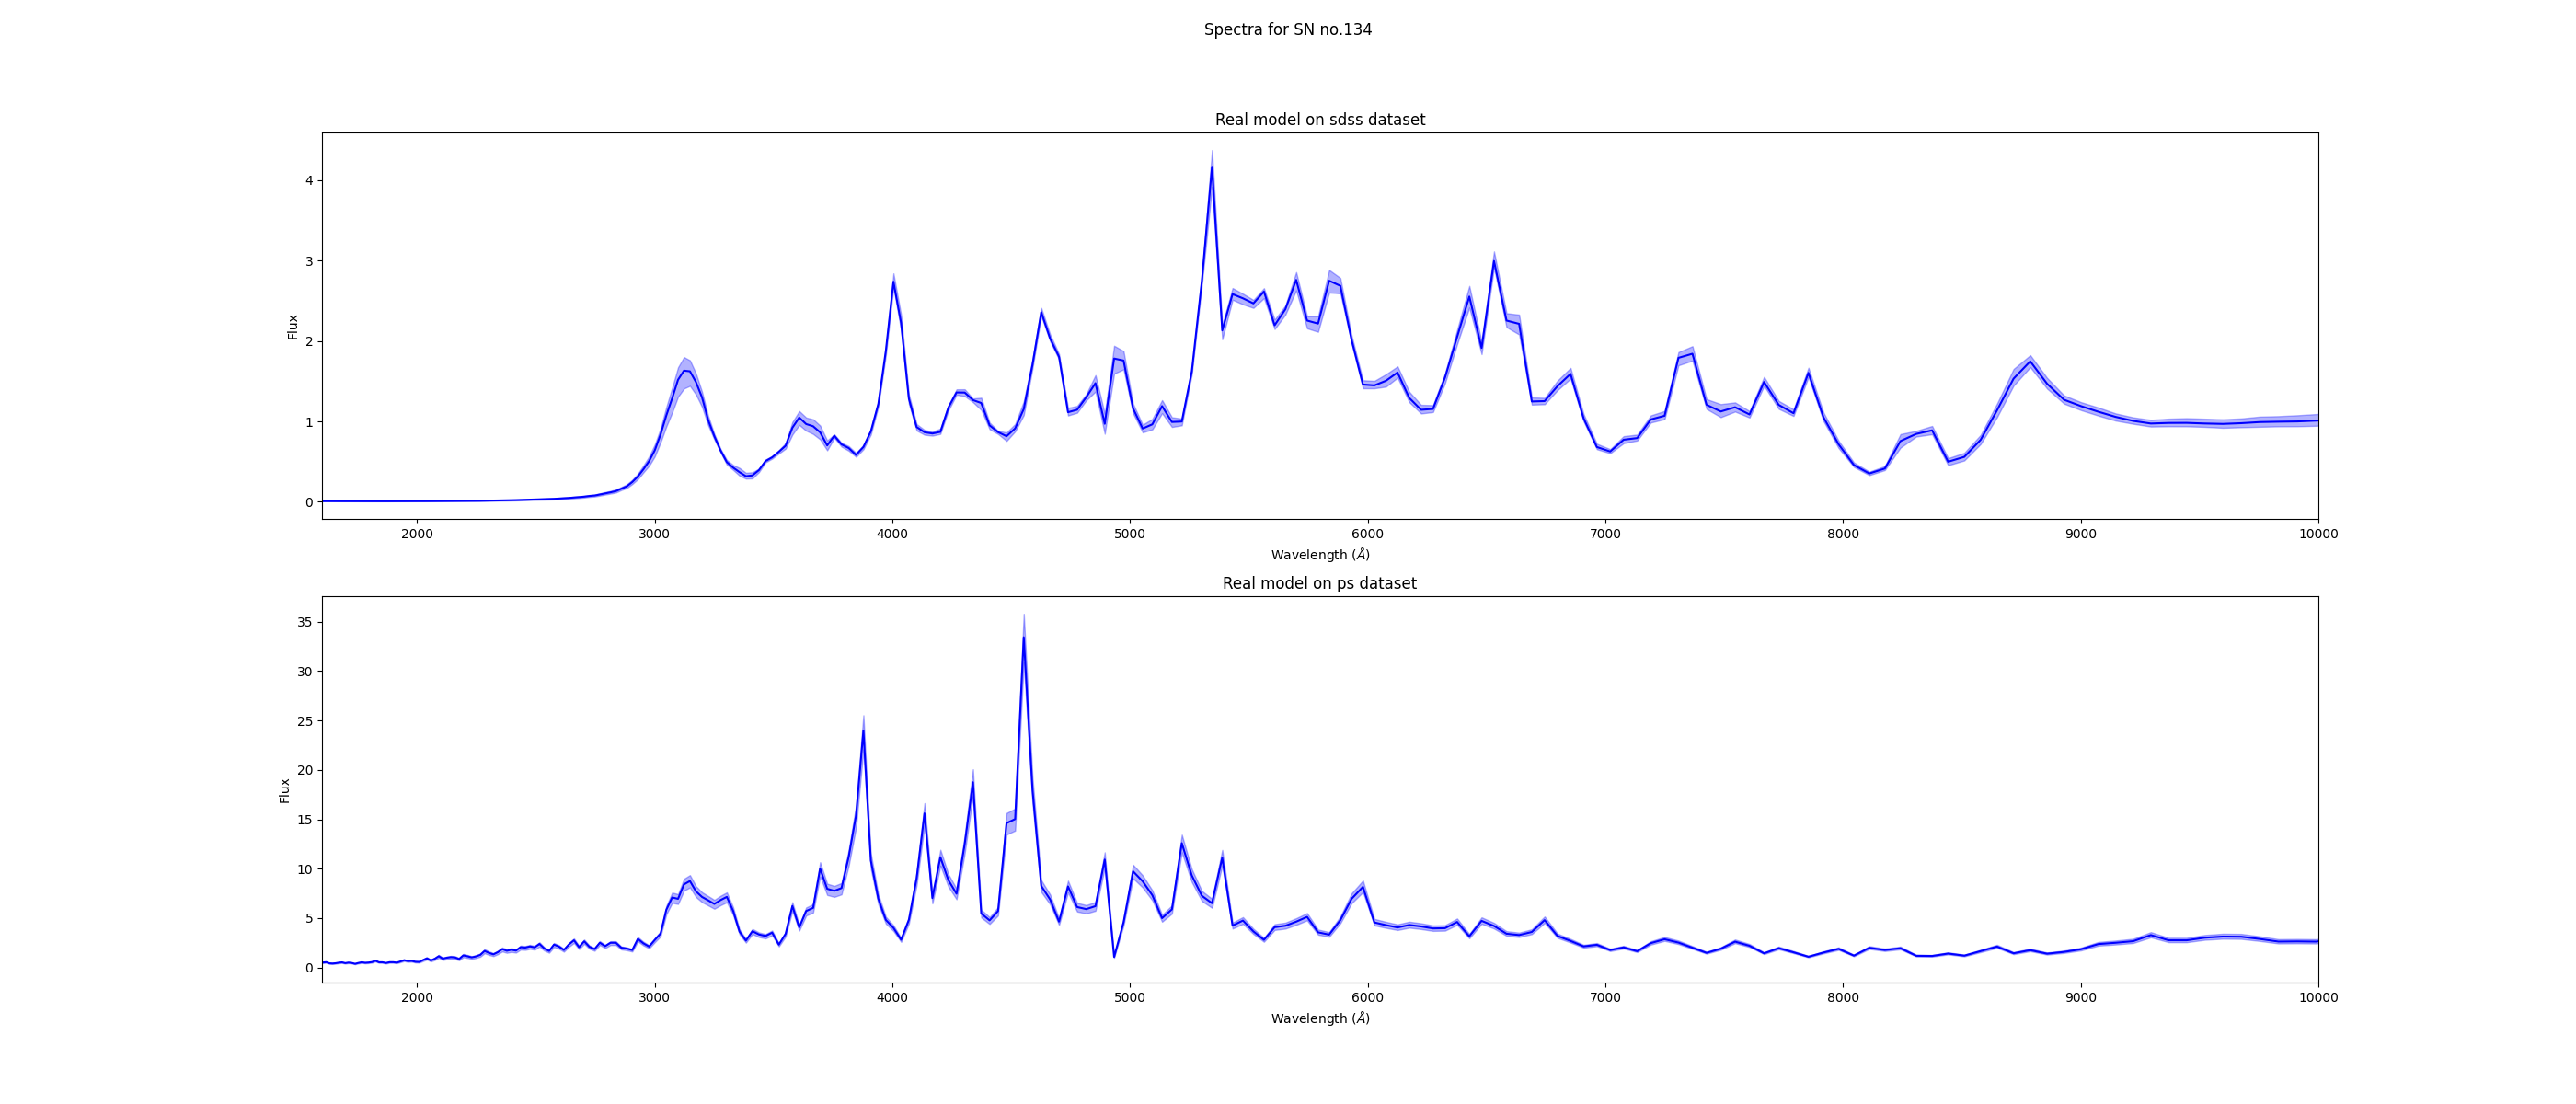 Spectra for SN no.134
Real model on sdss dataset
Flux
4
3
2
1
0
2000 3000 4000 5000 6000 7000 8000 9000 10000
Wavelength (Å)
Real model on ps dataset
Flux
35
30
25
20
15
10
5
0
2000 3000 4000 5000 6000 7000 8000 9000 10000
Wavelength (Å)